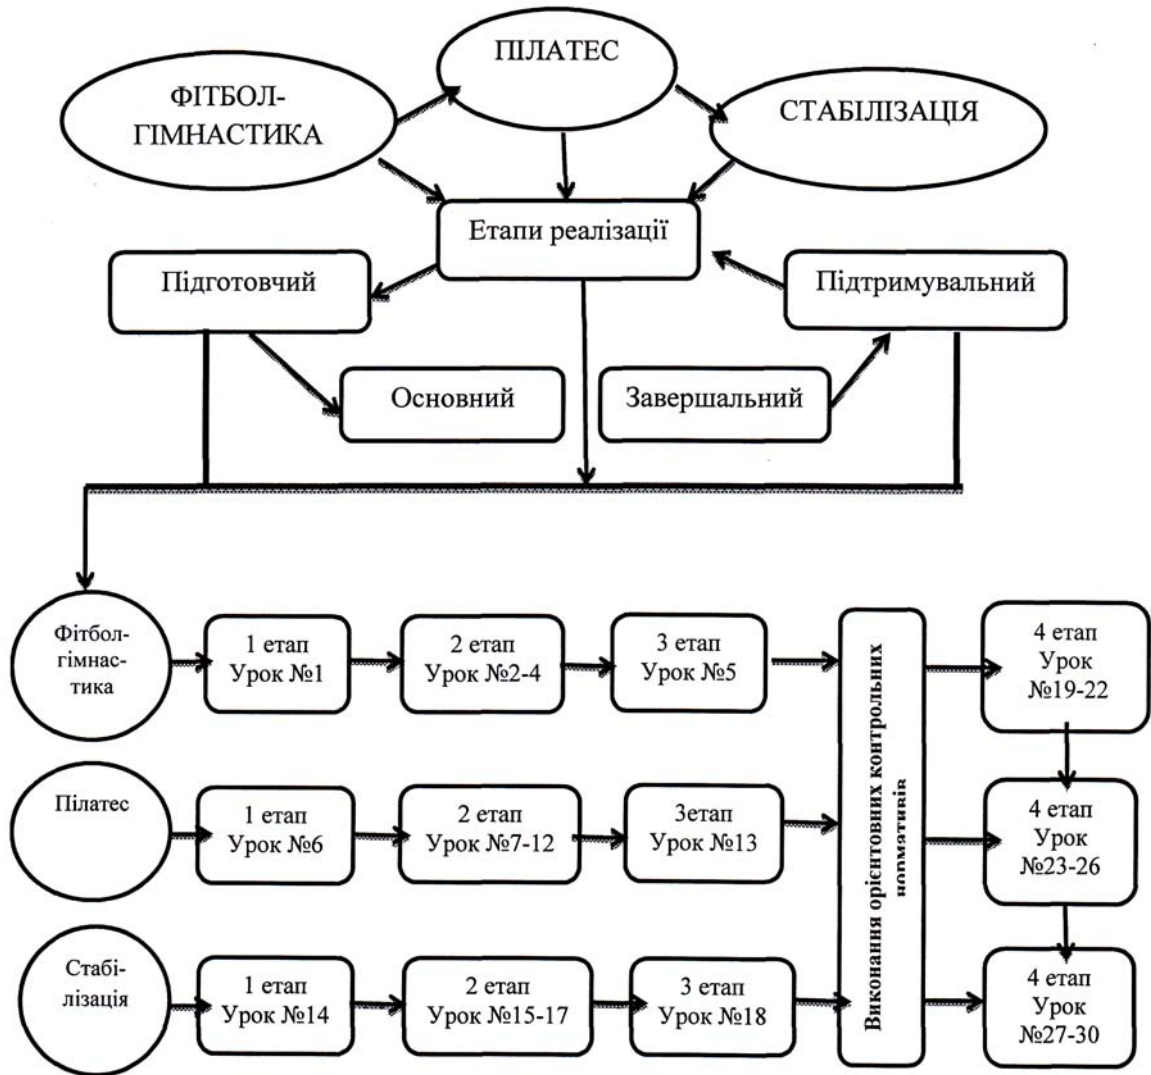 ПІЛАТЕС
ФІТБОЛ-
ГІМНАСТИКА
СТАБІЛІЗАЦІЯ
Етапи реалізації
Підготовчий
Підтримувальний
Основний
Завершальний
Фітбол-
гімнас-
тика
1 етап
Урок №1
2 етап
Урок №2-4
3 етап
Урок №5
Виконання орієнтовних контрольних
нормативів
4 етап
Урок
№19-22
Пілатес
1 етап
Урок №6
2 етап
Урок №7-12
3етап
Урок №13
4 етап
Урок
№23-26
Стабі-
лізація
1 етап
Урок №14
2 етап
Урок №15-17
3 етап
Урок №18
4 етап
Урок
№27-30